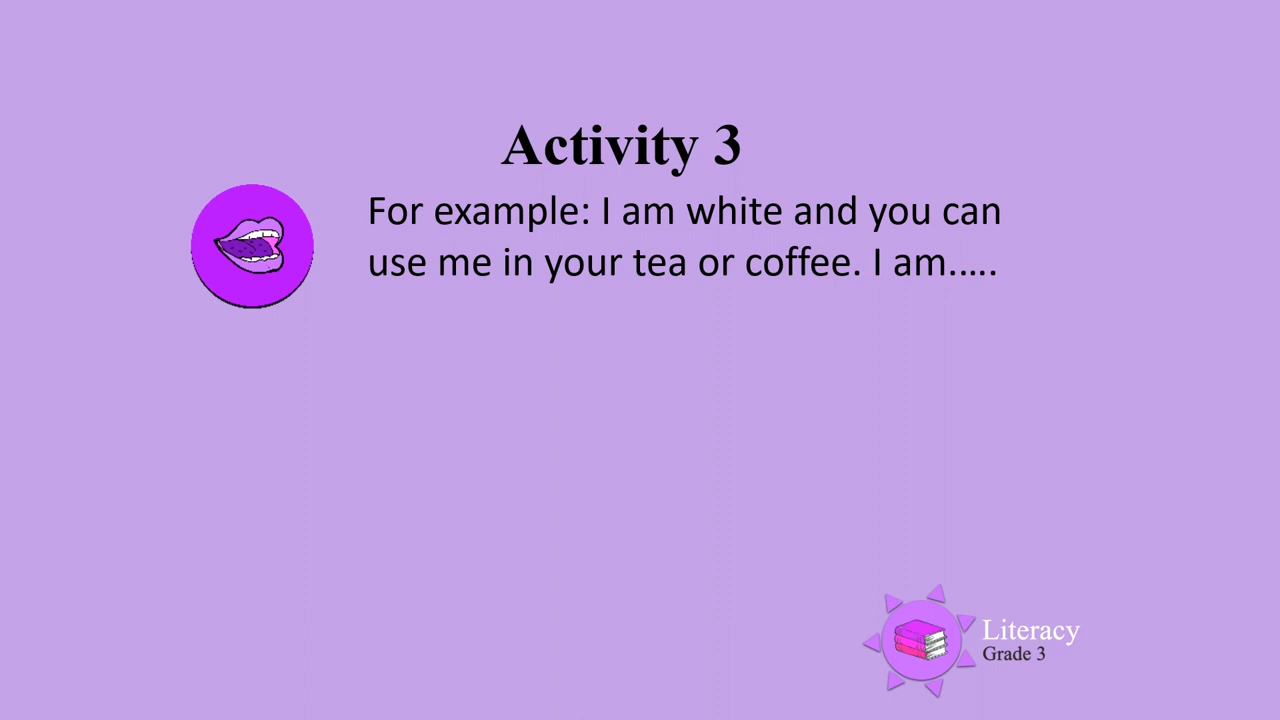 Activity 3
For example: I am white and you can
use me in your tea or coffee. I am.....
Literacy
Grade 3